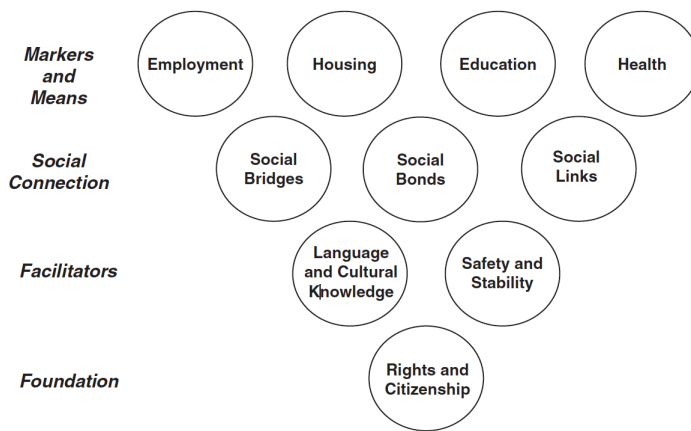 Markers
and
Means
Employment
Housing
Education
Health
Social
Connection
Social
Bridges
Social
Bonds
Social
Links
Facilitators
Language
and Cultural
Knowledge
Safety and
Stability
Foundation
Rights and
Citizenship